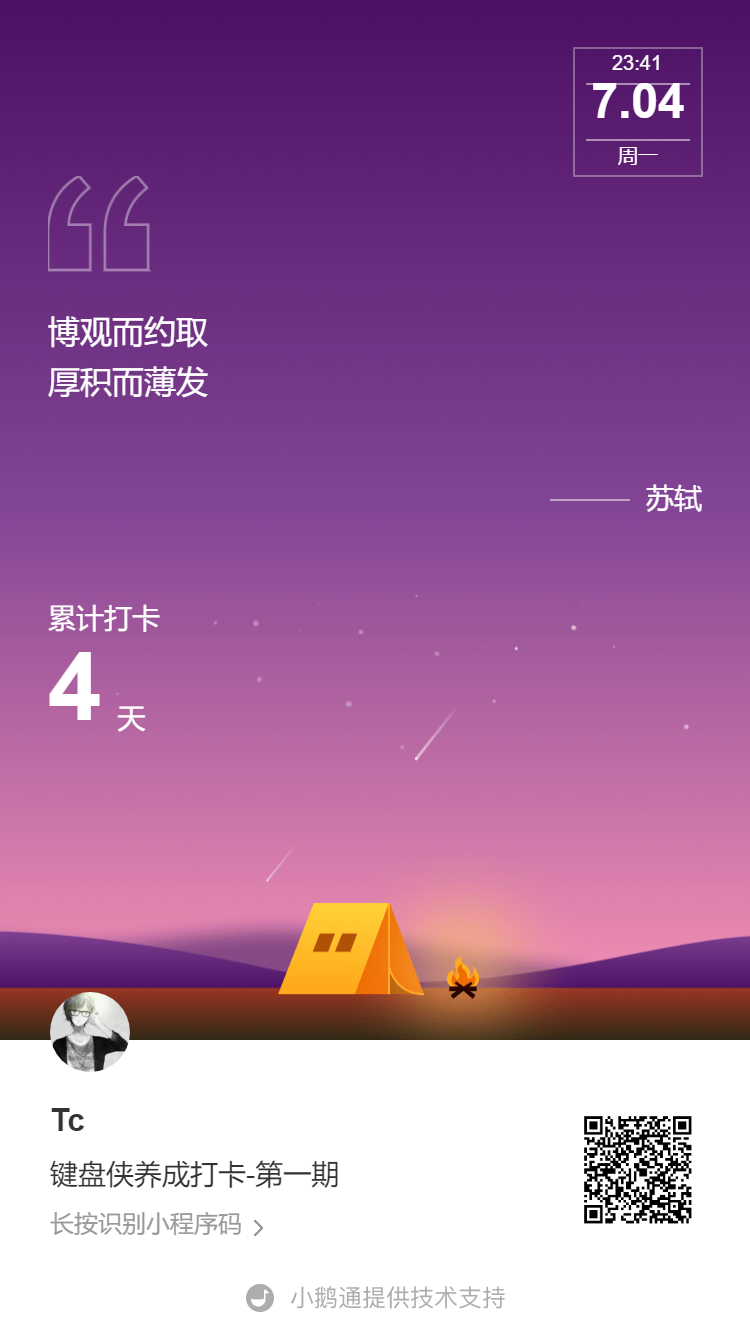 23:41
7.04
周一
博观而约取
厚积而薄发
苏轼
累计打卡
4 天
Tc
键盘侠养成打卡-第一期
长按识别小程序码
小鹅通提供技术支持